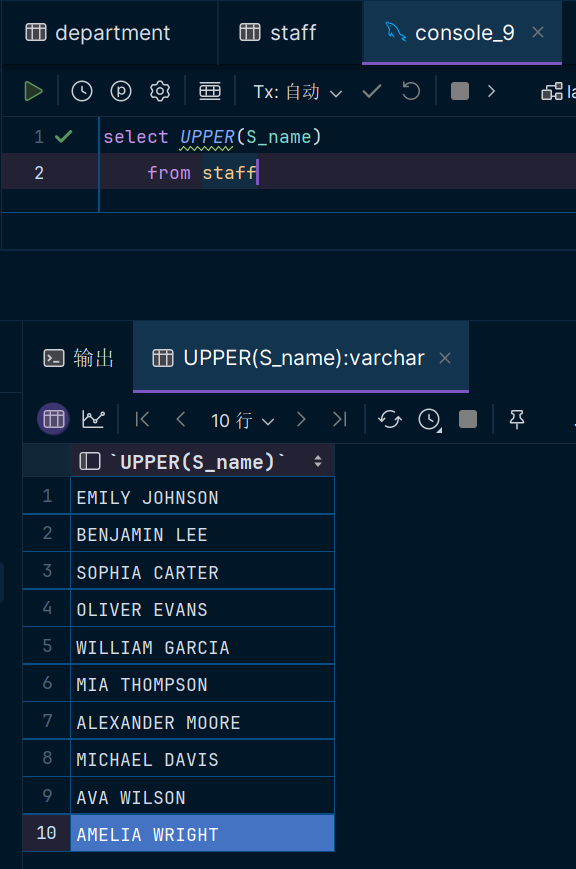 department staff console_9
Tx: 自动 la
1 select UPPER(S_name)
2 from staff
输出 UPPER(S_name):varchar
10 行
`UPPER(S_name)`
1 EMILY JOHNSON
2 BENJAMIN LEE
3 SOPHIA CARTER
4 OLIVER EVANS
5 WILLIAM GARCIA
6 MIA THOMPSON
7 ALEXANDER MOORE
8 MICHAEL DAVIS
9 AVA WILSON
10 AMELIA WRIGHT